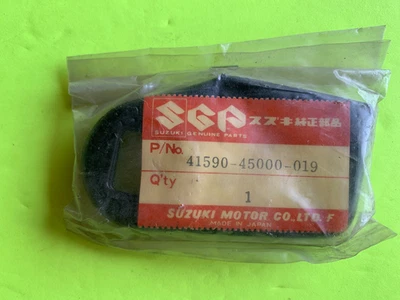 SGP スズキ純正部品
SUZUKI GENUINE PARTS
P/No. 41590-45000-019
Q'ty 1
SUZUKI MOTOR CO.,LTD. F
MADE IN JAPAN